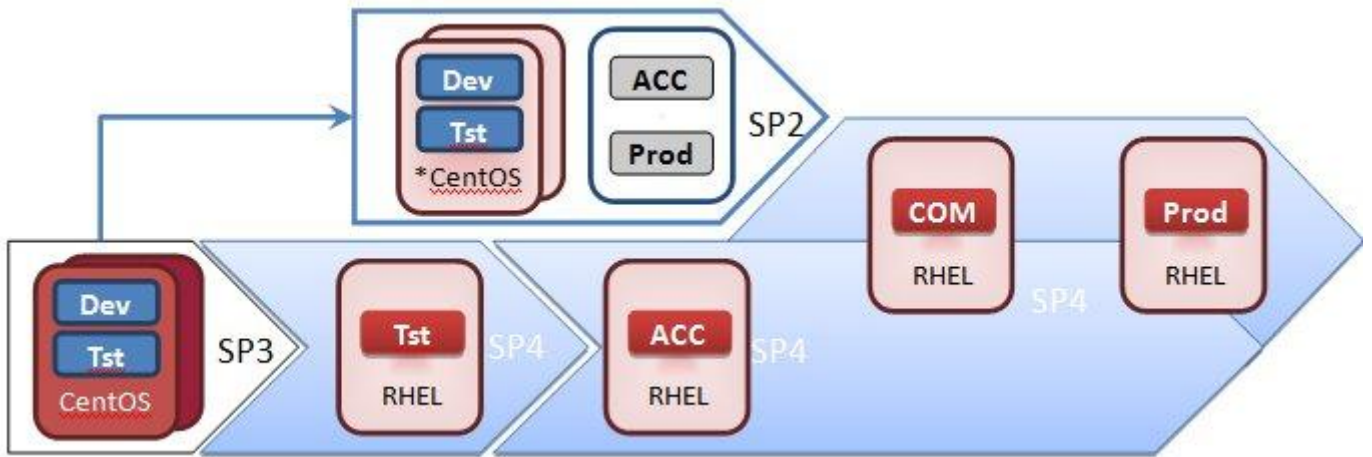 Dev
Tst
*CentOS
ACC
Prod
SP2
Dev
Tst
CentOS
SP3
Tst
RHEL
SP4
ACC
RHEL
SP4
COM
RHEL
SP4
Prod
RHEL